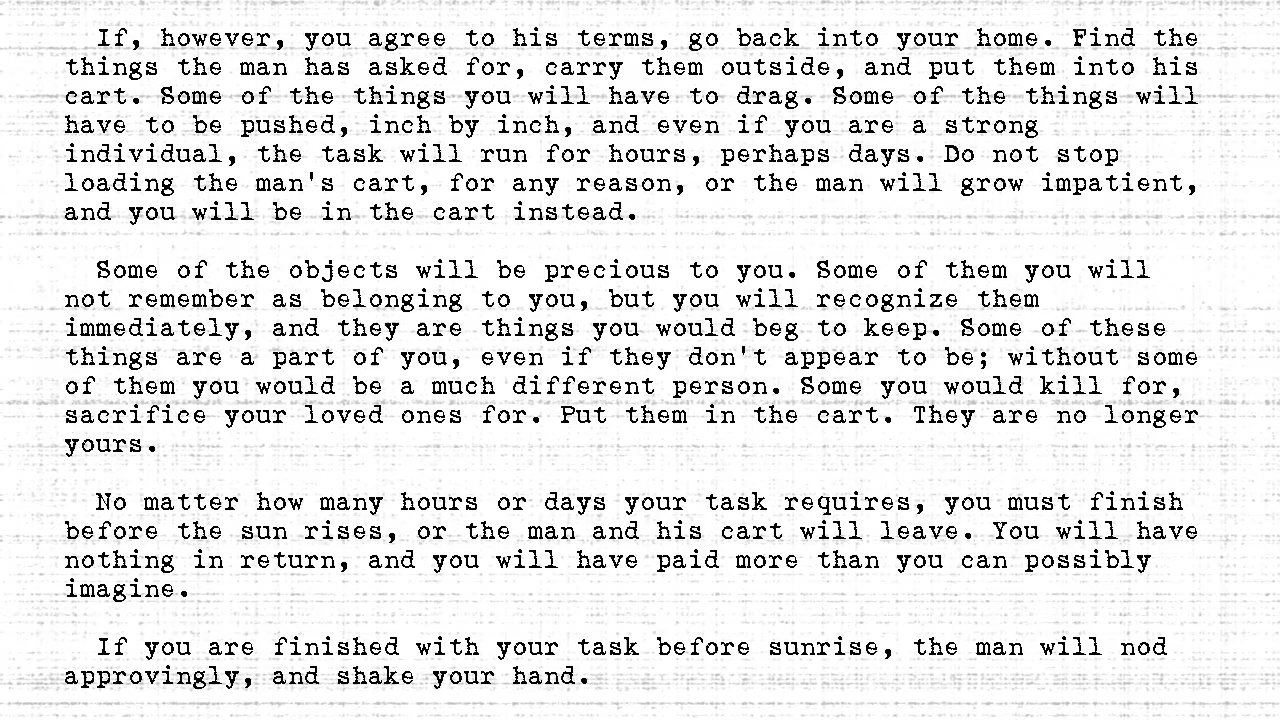 If, however, you agree to his terms, go back into your home. Find the
things the man has asked for, carry them outside, and put them into his
cart. Some of the things you will have to drag. Some of the things will
have to be pushed, inch by inch, and even if you are a strong
individual, the task will run for hours, perhaps days. Do not stop
loading the man's cart, for any reason, or the man will grow impatient,
and you will be in the cart instead.

Some of the objects will be precious to you. Some of them you will
not remember as belonging to you, but you will recognize them
immediately, and they are things you would beg to keep. Some of these
things are a part of you, even if they don't appear to be; without some
of them you would be a much different person. Some you would kill for,
sacrifice your loved ones for. Put them in the cart. They are no longer
yours.

No matter how many hours or days your task requires, you must finish
before the sun rises, or the man and his cart will leave. You will have
nothing in return, and you will have paid more than you can possibly
imagine.

If you are finished with your task before sunrise, the man will nod
approvingly, and shake your hand.